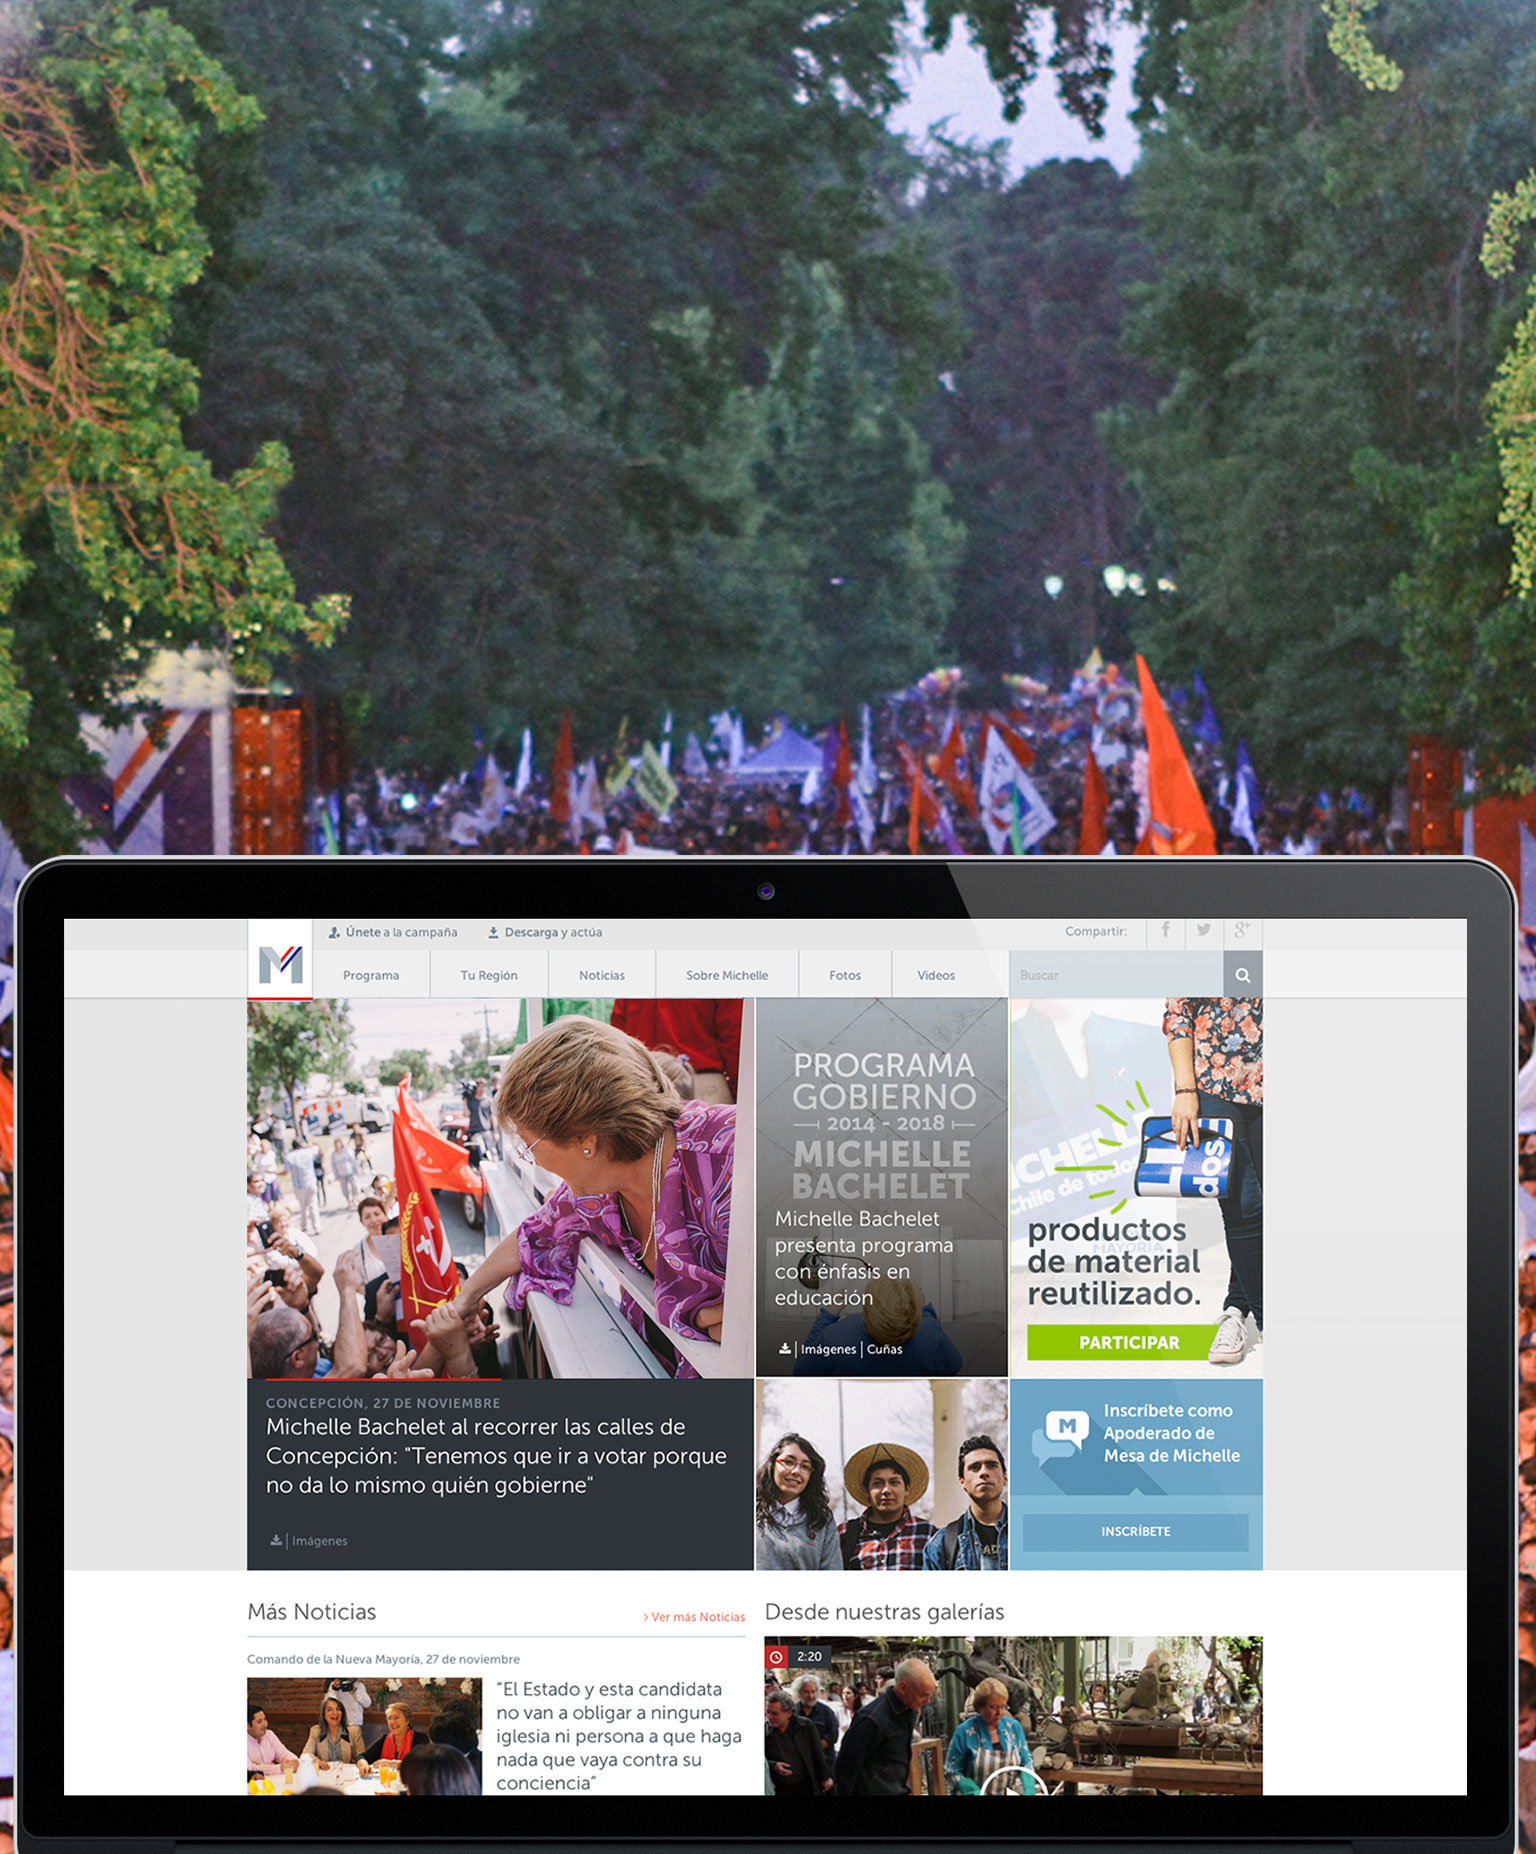 Únete a la campaña
Descarga y actúa
Compartir:
Programa
Tu Región
Noticias
Sobre Michelle
Fotos
Videos
Buscar
PROGRAMA
GOBIERNO
2014 - 2018
MICHELLE
BACHELET
Michelle Bachelet
presenta programa
con énfasis en
educación
Imágenes | Cuñas
productos
de material
reutilizado.
PARTICIPAR
CONCEPCIÓN, 27 DE NOVIEMBRE
Michelle Bachelet al recorrer las calles de
Concepción: "Tenemos que ir a votar porque
no da lo mismo quién gobierne"
Imágenes
Inscríbete como
Apoderado de
Mesa de Michelle
INSCRÍBETE
Más Noticias
> Ver más Noticias
Comando de la Nueva Mayoría, 27 de noviembre
"El Estado y esta candidata
no van a obligar a ninguna
iglesia ni persona a que haga
nada que vaya contra su
conciencia"
Desde nuestras galerías
2:20